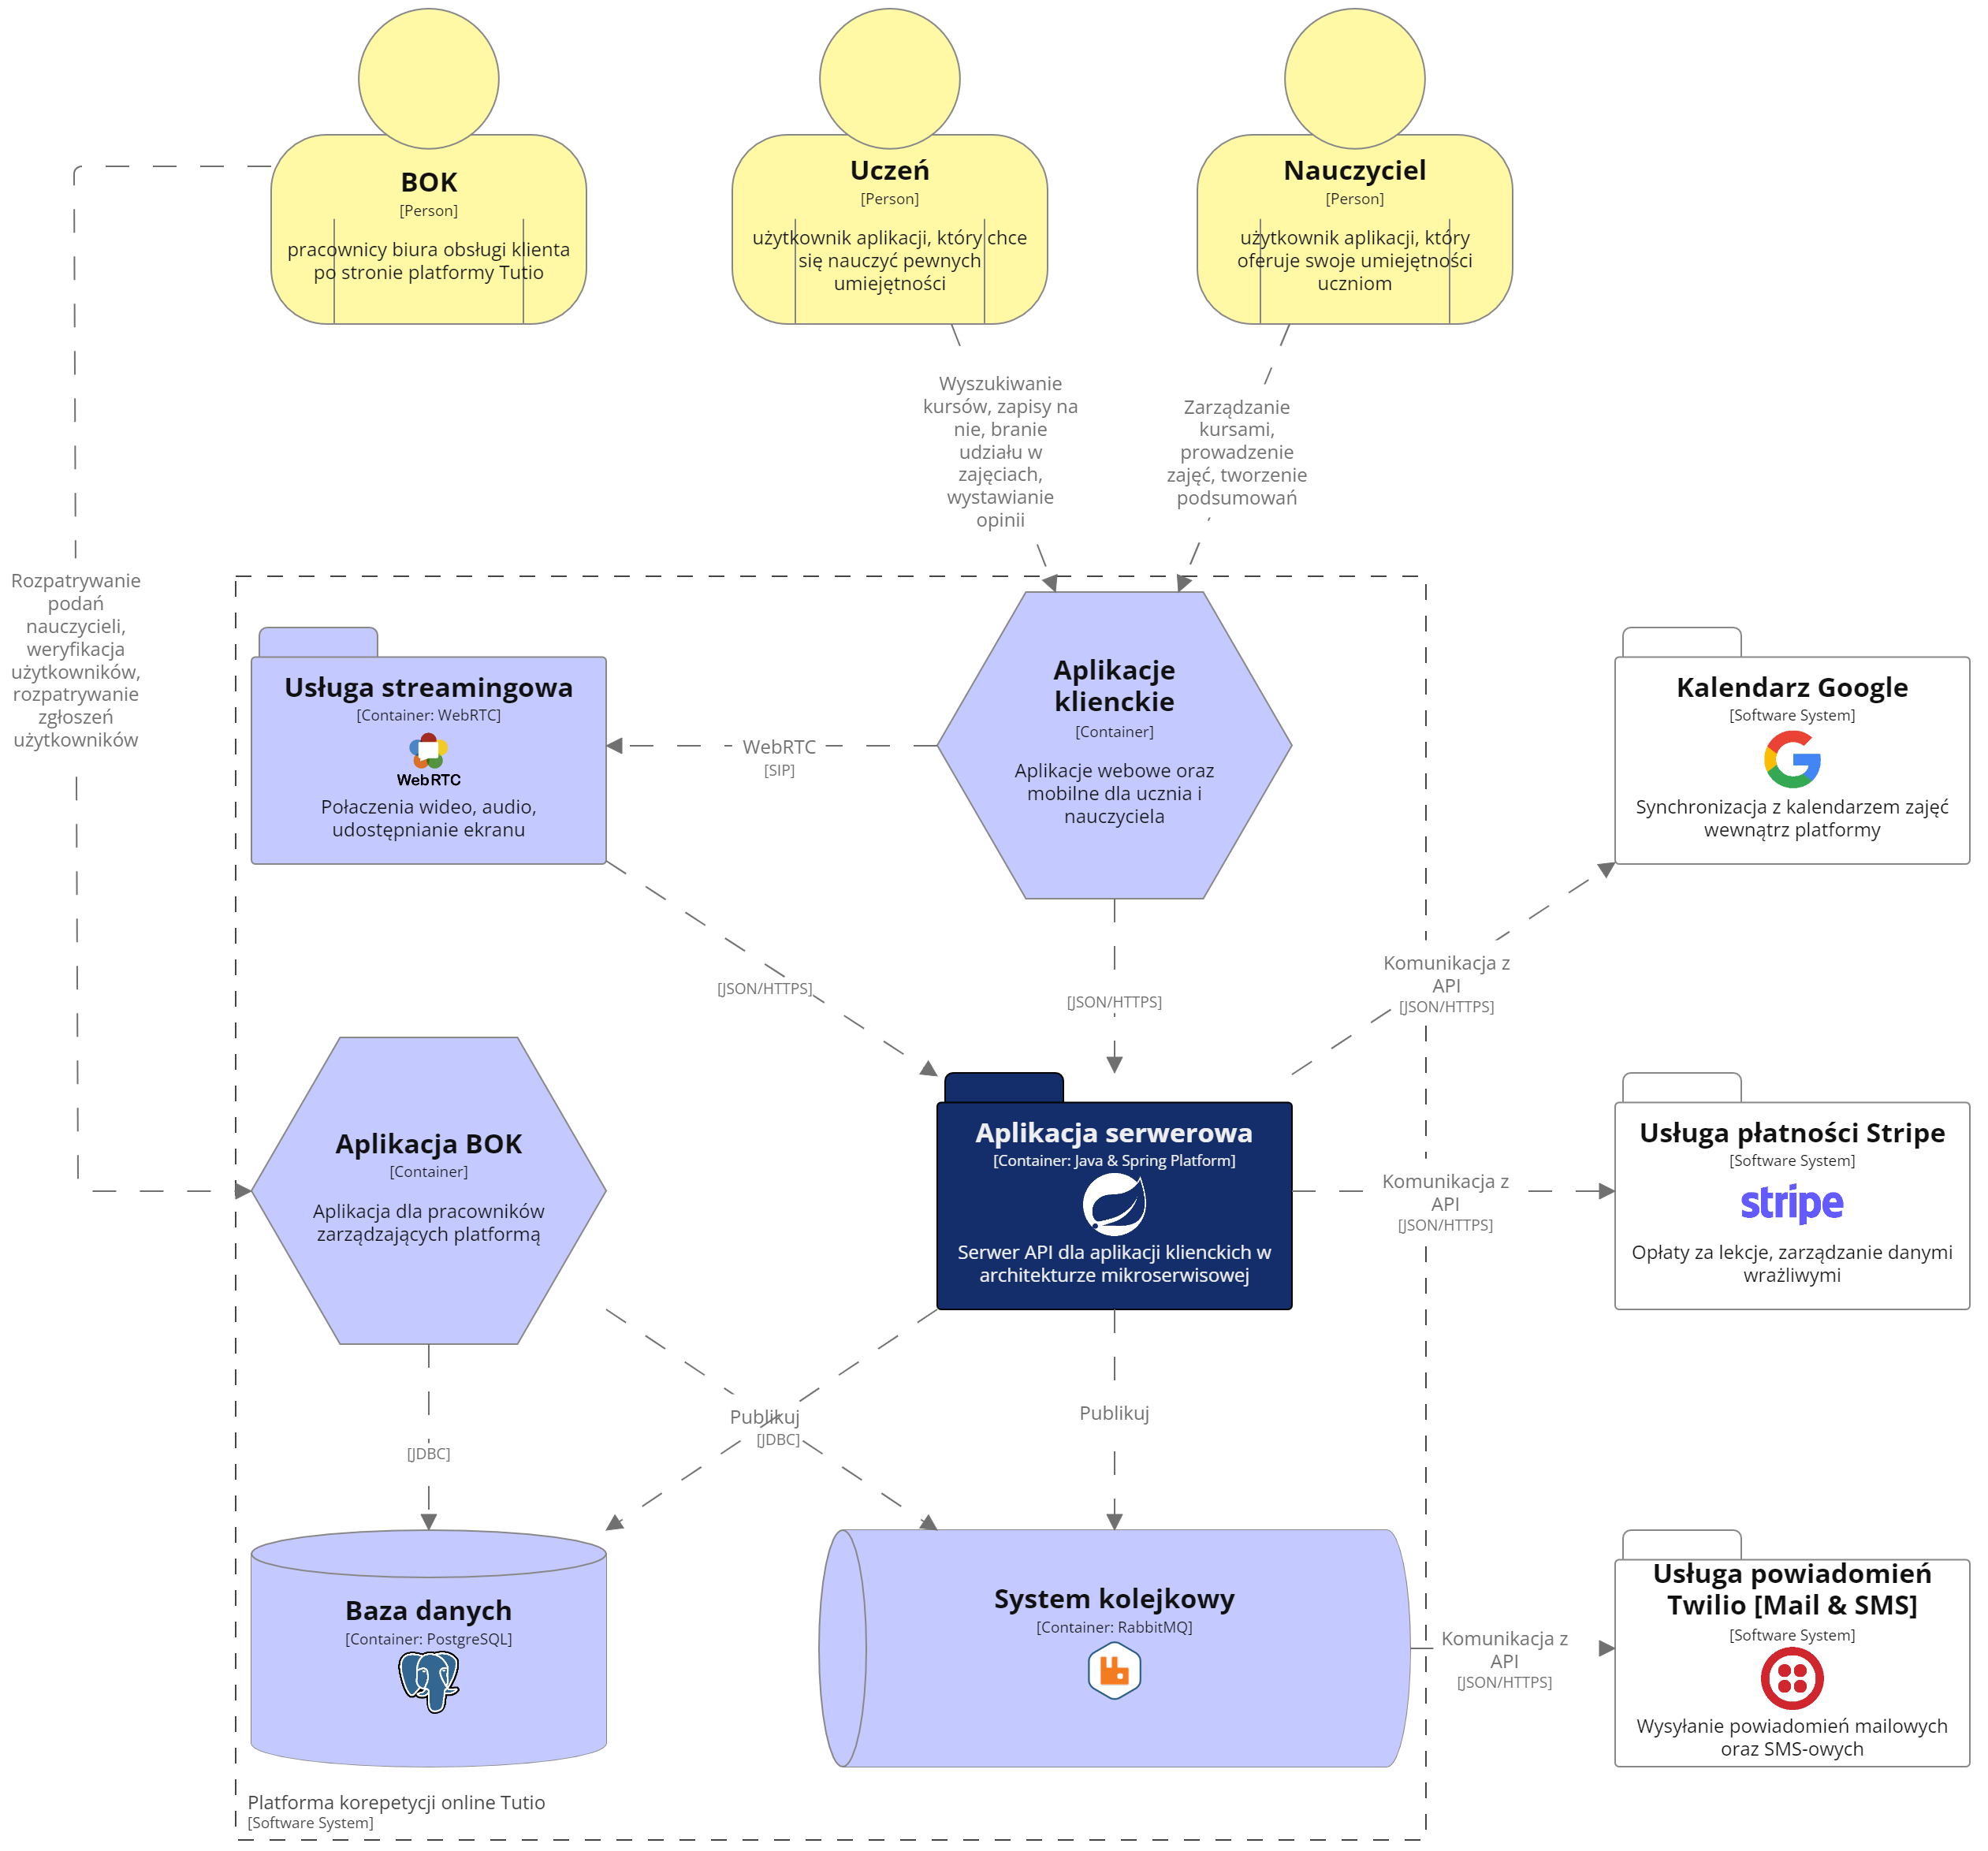 BOK
[Person]
pracownicy biura obsługi klienta
po stronie platformy Tutio
Uczeń
[Person]
użytkownik aplikacji, który chce
się nauczyć pewnych
umiejętności
Nauczyciel
[Person]
użytkownik aplikacji, który
oferuje swoje umiejętności
uczniom
Wyszukiwanie
kursów, zapisy na
nie, branie
udziału w
zajęciach,
wystawianie
opinii
Zarządzanie
kursami,
prowadzenie
zajęć, tworzenie
podsumowań
Rozpatrywanie
podań
nauczycieli,
weryfikacja
użytkowników,
rozpatrywanie
zgłoszeń
użytkowników
Usługa streamingowa
[Container: WebRTC]
WebRTC
Połaczenia wideo, audio,
udostępnianie ekranu
WebRTC
[SIP]
Aplikacje
klienckie
[Container]
Aplikacje webowe oraz
mobilne dla ucznia i
nauczyciela
Kalendarz Google
[Software System]
Synchronizacja z kalendarzem zajęć
wewnątrz platformy
[JSON/HTTPS]
[JSON/HTTPS]
Komunikacja z
API
[JSON/HTTPS]
Aplikacja BOK
[Container]
Aplikacja dla pracowników
zarządzających platformą
Aplikacja serwerowa
[Container: Java & Spring Platform]
Serwer API dla aplikacji klienckich w
architekturze mikroserwisowej
Komunikacja z
API
[JSON/HTTPS]
Usługa płatności Stripe
[Software System]
stripe
Opłaty za lekcje, zarządzanie danymi
wrażliwymi
[JDBC]
Publikuj
[JDBC]
Publikuj
Baza danych
[Container: PostgreSQL]
System kolejkowy
[Container: RabbitMQ]
Komunikacja z
API
[JSON/HTTPS]
Usługa powiadomień
Twilio [Mail & SMS]
[Software System]
Wysyłanie powiadomień mailowych
oraz SMS-owych
Platforma korepetycji online Tutio
[Software System]